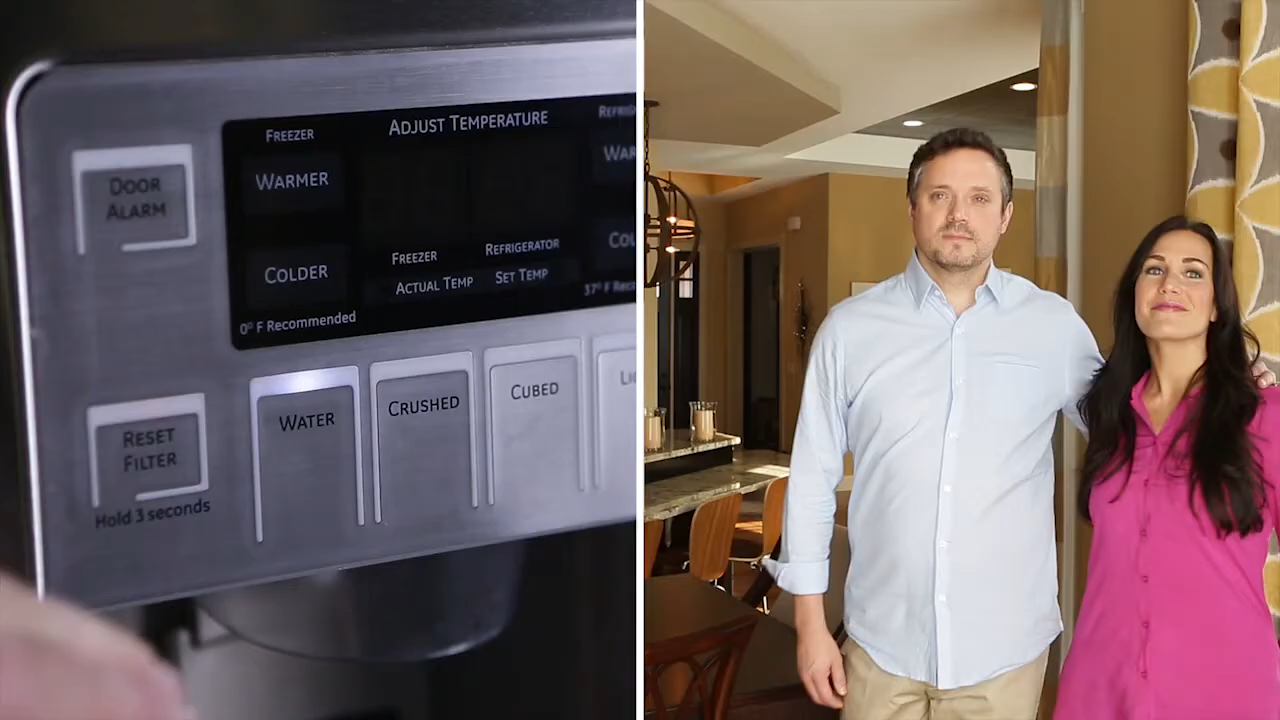 DOOR
ALARM
FREEZER
WARMER
COLDER
0° F Recommended
ADJUST TEMPERATURE
FREEZER
ACTUAL TEMP
REFRIGERATOR
SET TEMP
37° F
RESET
FILTER
Hold 3 seconds
WATER
CRUSHED
CUBED